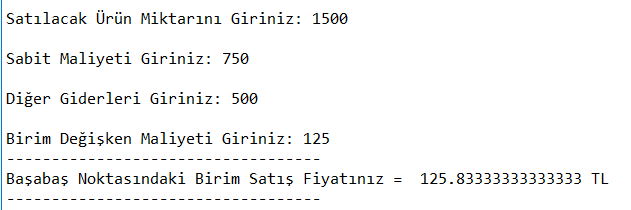 Satılacak Ürün Miktarını Giriniz: 1500
Sabit Maliyeti Giriniz: 750
Diğer Giderleri Giriniz: 500
Birim Değişken Maliyeti Giriniz: 125
-----------------------------------
Başabaş Noktasındaki Birim Satış Fiyatınız =  125.83333333333333 TL
-----------------------------------